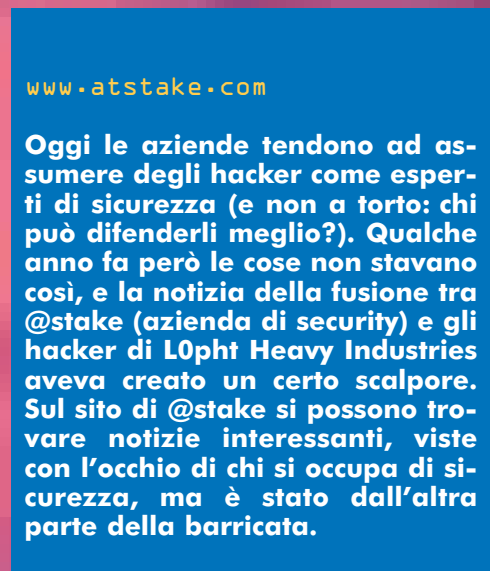 www.atstake.com
Oggi le aziende tendono ad as-
sumere degli hacker come esper-
ti di sicurezza (e non a torto: chi
può difenderli meglio?). Qualche
anno fa però le cose non stavano
così, e la notizia della fusione tra
@stake (azienda di security) e gli
hacker di L0pht Heavy Industries
aveva creato un certo scalpore.
Sul sito di @stake si possono tro-
vare notizie interessanti, viste
con l’occhio di chi si occupa di si-
curezza, ma è stato dall’altra
parte della barricata.